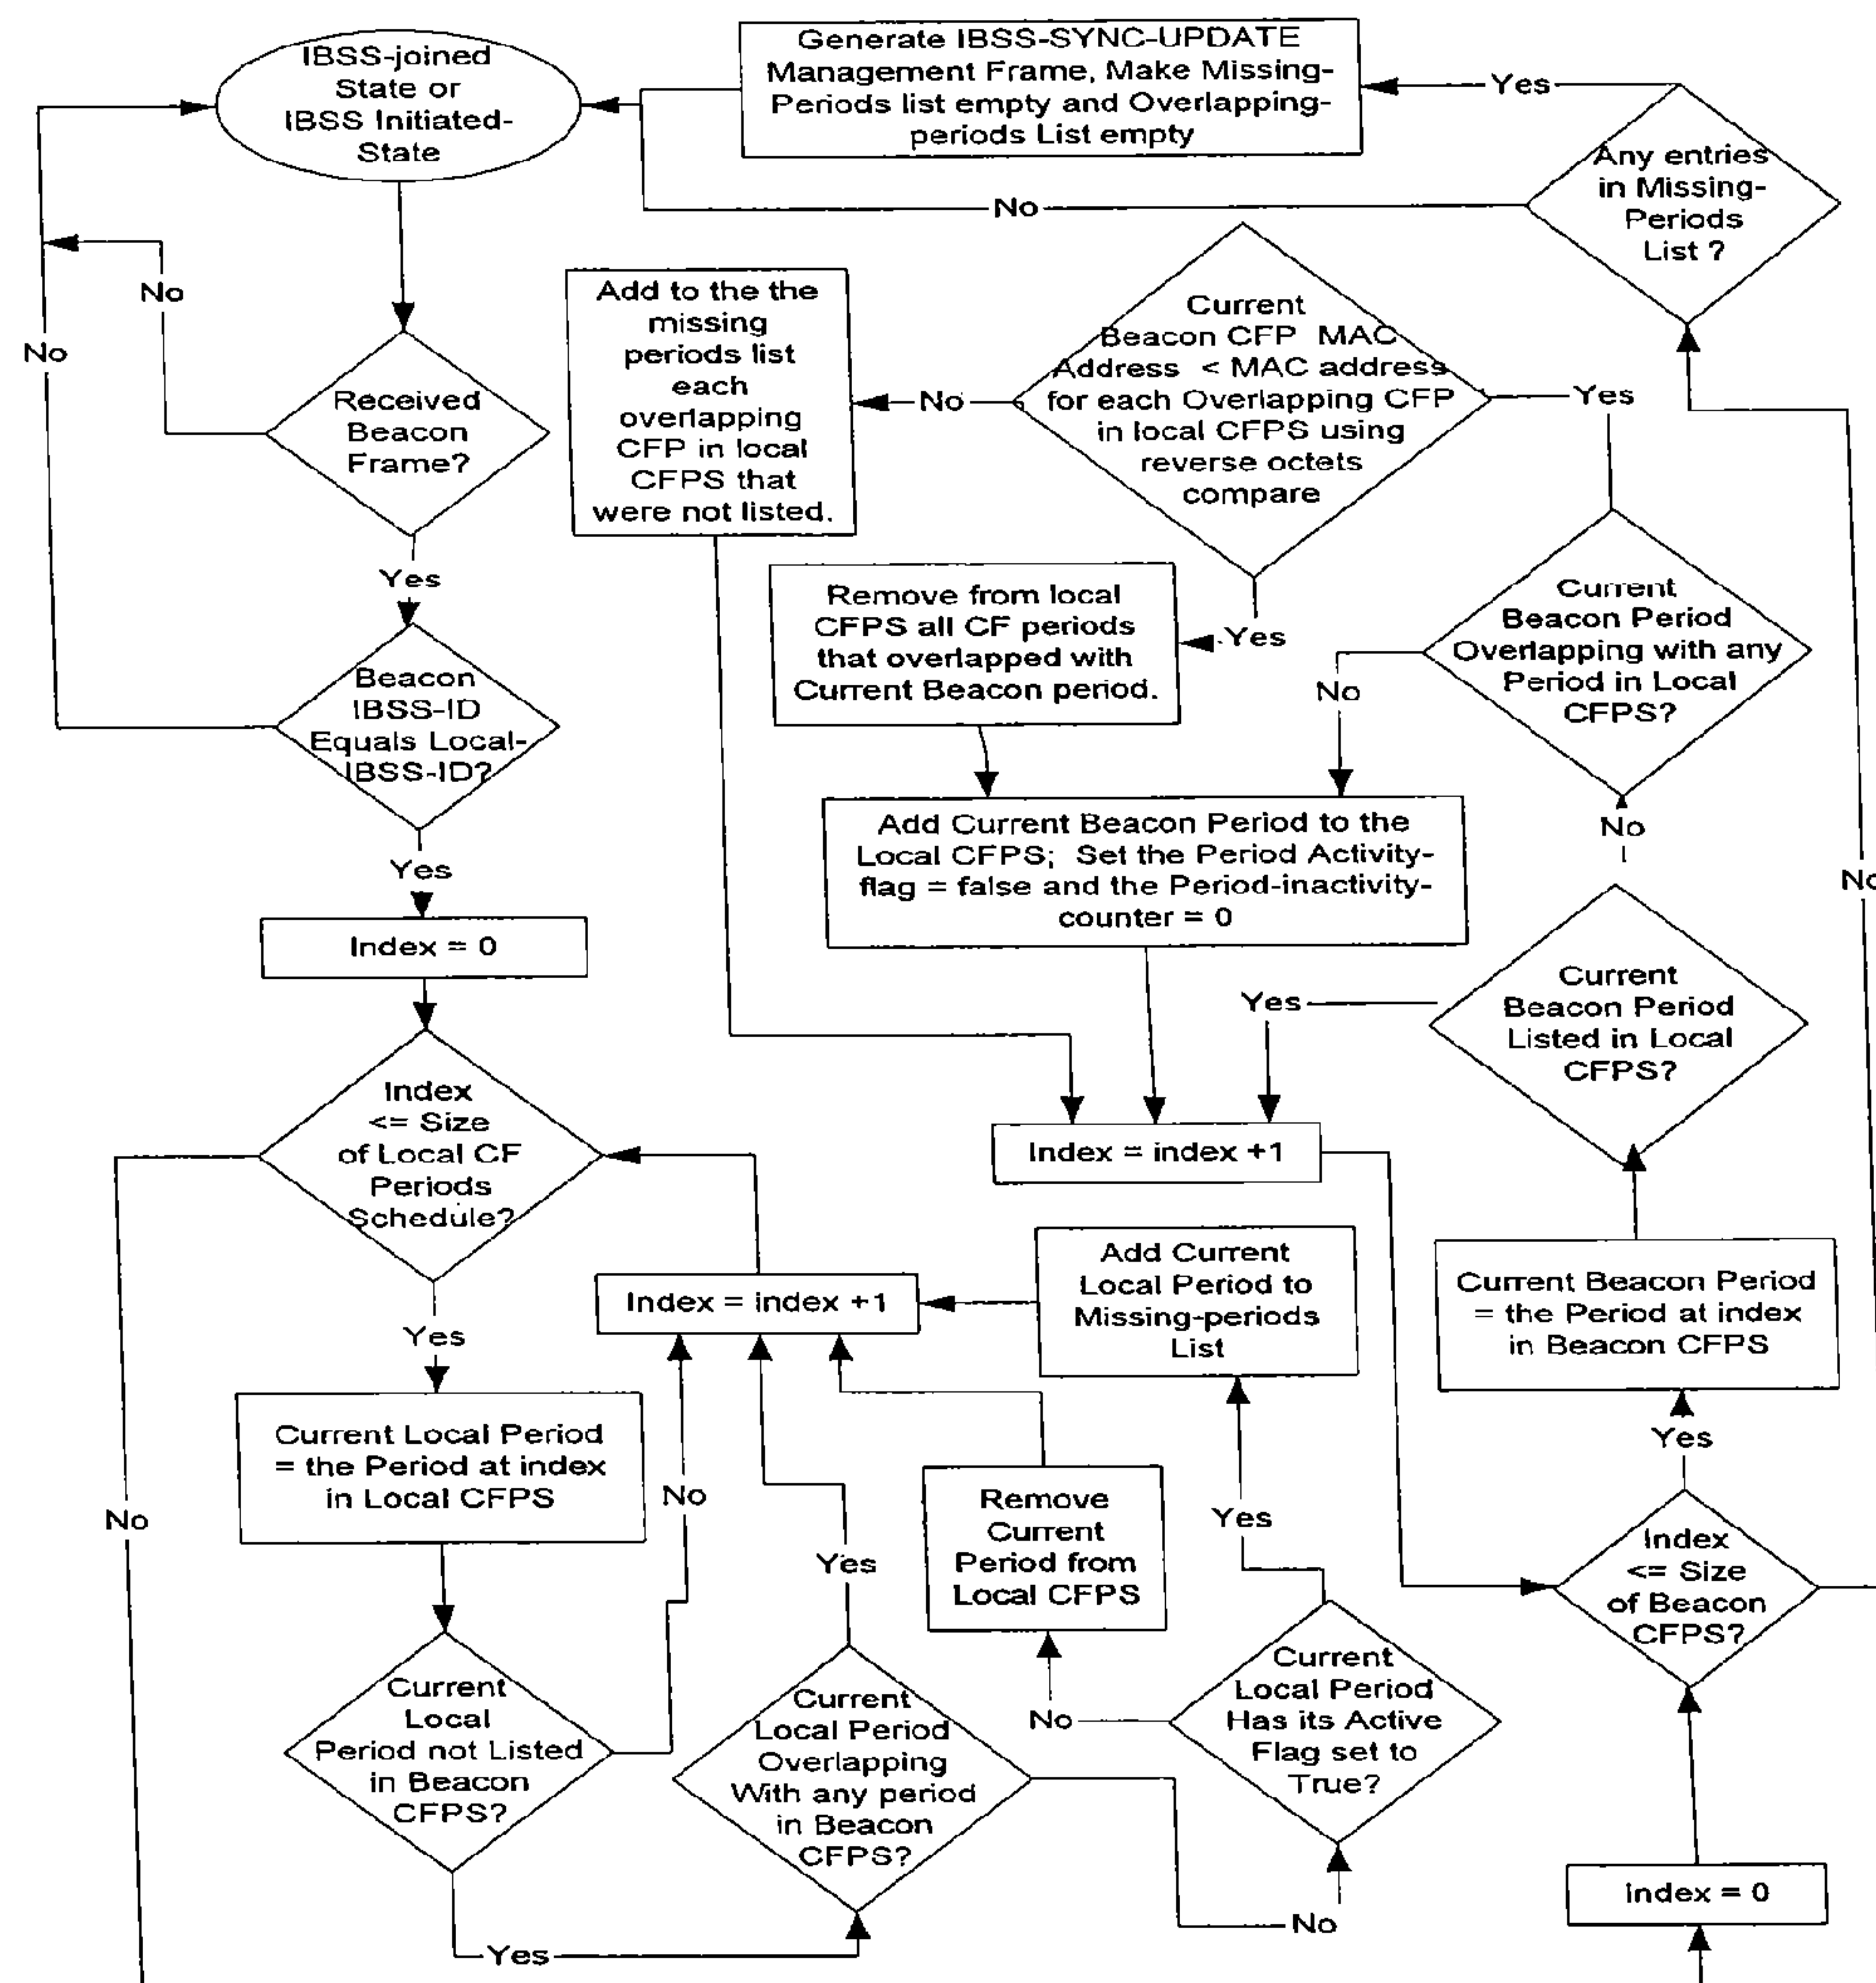 IBSS-joined
State or
IBSS Initiated-
State
Generate IBSS-SYNC-UPDATE
Management Frame, Make Missing-
Periods list empty and Overlapping-
periods List empty
Yes
Any entries
in Missing-
Periods
List ?
No
No
No
Received
Beacon
Frame?
Yes
Beacon
IBSS-ID
Equals Local-
IBSS-ID?
Yes
Index = 0
Add to the the
missing
periods list
each
overlapping
CFP in local
CFPS that
were not listed.
No
Current
Beacon CFP MAC
Address < MAC address
for each Overlapping CFP
in local CFPS using
reverse octets
compare
Yes
Yes
Remove from local
CFPS all CF periods
that overlapped with
Current Beacon period.
Current
Beacon Period
Overlapping with any
Period in Local
CFPS?
No
No
Add Current Beacon Period to the
Local CFPS; Set the Period Activity-
flag = false and the Period-inactivity-
counter = 0
No
Current
Beacon Period
Listed in Local
CFPS?
Yes
Index = index +1
Index
<= Size
of Local CF
Periods
Schedule?
No
Yes
Index = index +1
Add Current
Local Period to
Missing-periods
List
Current Beacon Period
= the Period at index
in Beacon CFPS
Yes
Current Local Period
= the Period at index
in Local CFPS
No
Yes
Remove
Current
Period from
Local CFPS
Yes
Index
<= Size
of Beacon
CFPS?
Current
Local
Period not Listed
in Beacon
CFPS?
Yes
Current
Local Period
Overlapping
With any period
in Beacon
CFPS?
No
No
Current
Local Period
Has its Active
Flag set to
True?
index = 0